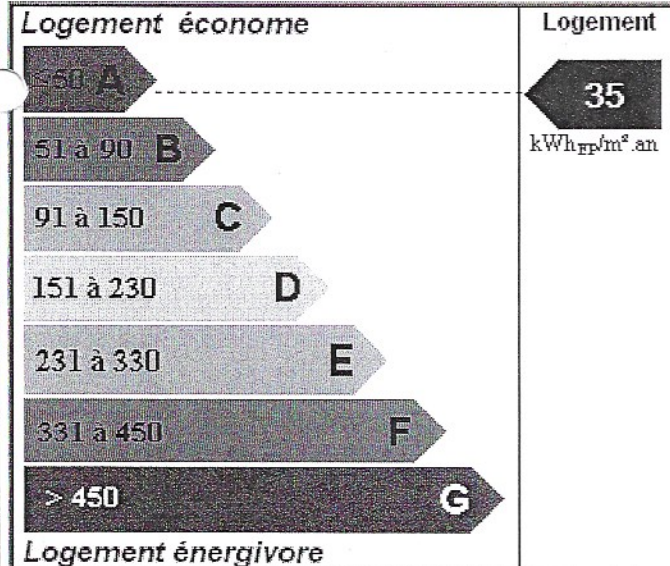 Logement économe
Logement
≤50 A
35
kWhEP/m².an
51 à 90 B
91 à 150 C
151 à 230 D
231 à 330 E
331 à 450 F
> 450 G
Logement énergivore